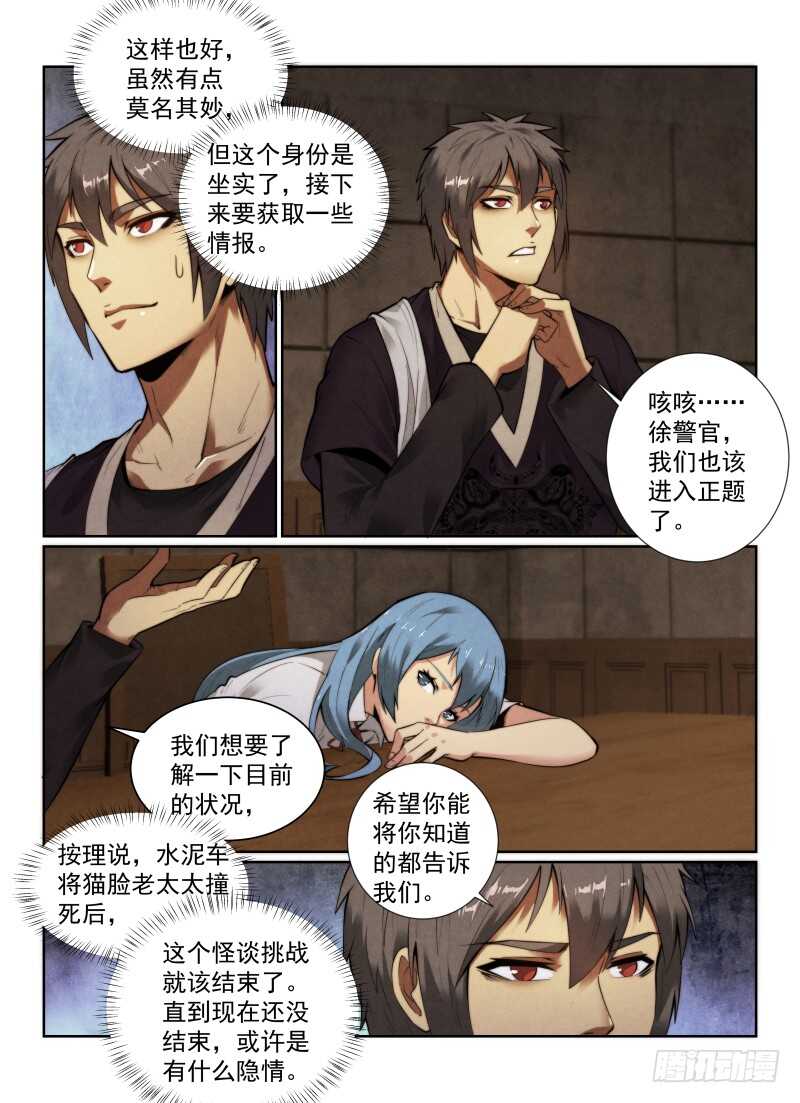 这样也好，
虽然有点
莫名其妙，
但这个身份是
坐实了，接下
来要获取一些
情报。
咳咳……
徐警官，
我们也该
进入正题
了。
我们想要了
解一下目前
的状况，
希望你能
将你知道
的都告诉
我们。
按理说，水泥车
将猫脸老太太撞
死后，
这个怪谈挑战
就该结束了。
直到现在还没
结束，或许是
有什么隐情。
腾讯动漫